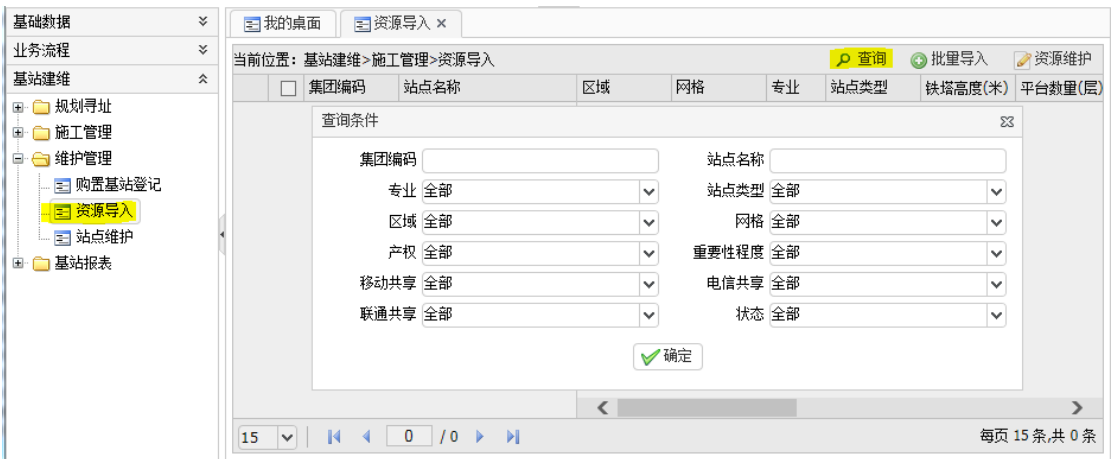 基础数据
业务流程
基站建维
规划寻址
施工管理
维护管理
购置基站登记
资源导入
站点维护
基站报表
我的桌面 资源导入 ×
当前位置：基站建维>施工管理>资源导入 查询 批量导入 资源维护
集团编码 站点名称 区域 网格 专业 站点类型 铁塔高度(米) 平台数量(层)
查询条件
集团编码 站点名称
专业 全部 站点类型 全部
区域 全部 网格 全部
产权 全部 重要性程度 全部
移动共享 全部 电信共享 全部
联通共享 全部 状态 全部
确定
15 0 / 0 每页 15 条,共 0 条